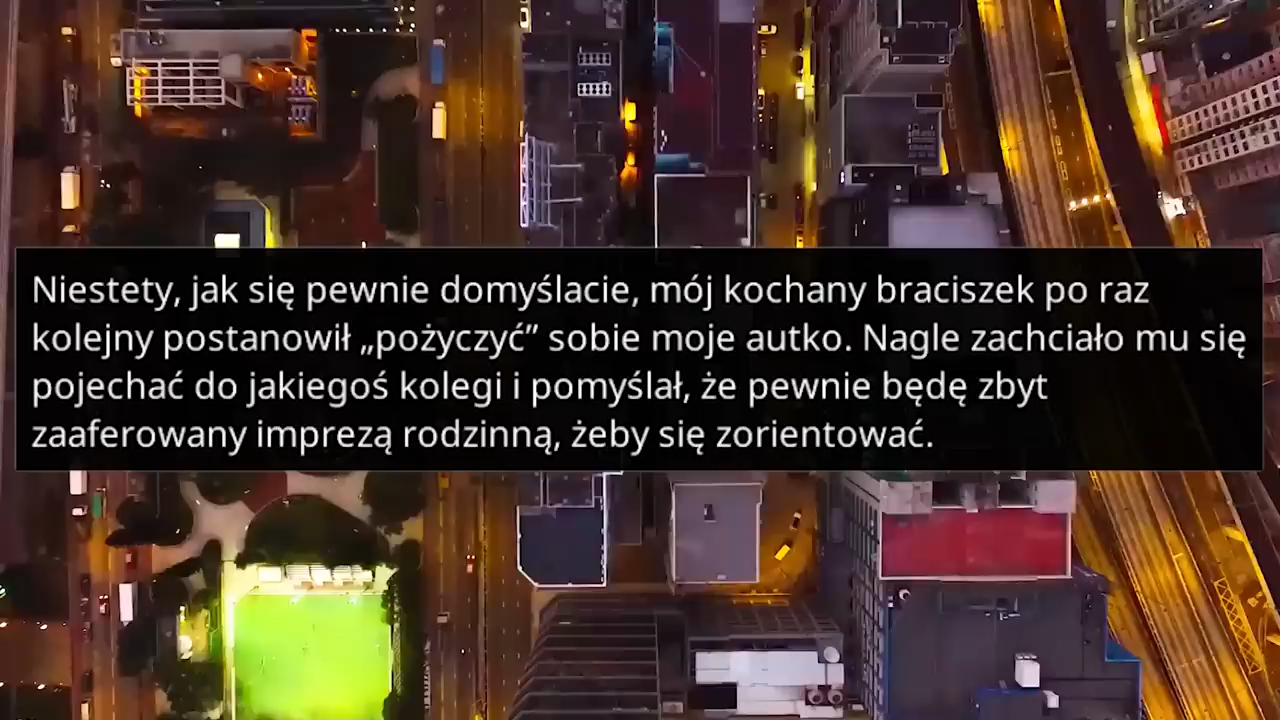 Niestety, jak się pewnie domyślacie, mój kochany braciszek po raz
kolejny postanowił „pożyczyć” sobie moje autko. Nagle zachciało mu się
pojechać do jakiegoś kolegi i pomyślał, że pewnie będę zbyt
zaaferowany imprezą rodzinną, żeby się zorientować.